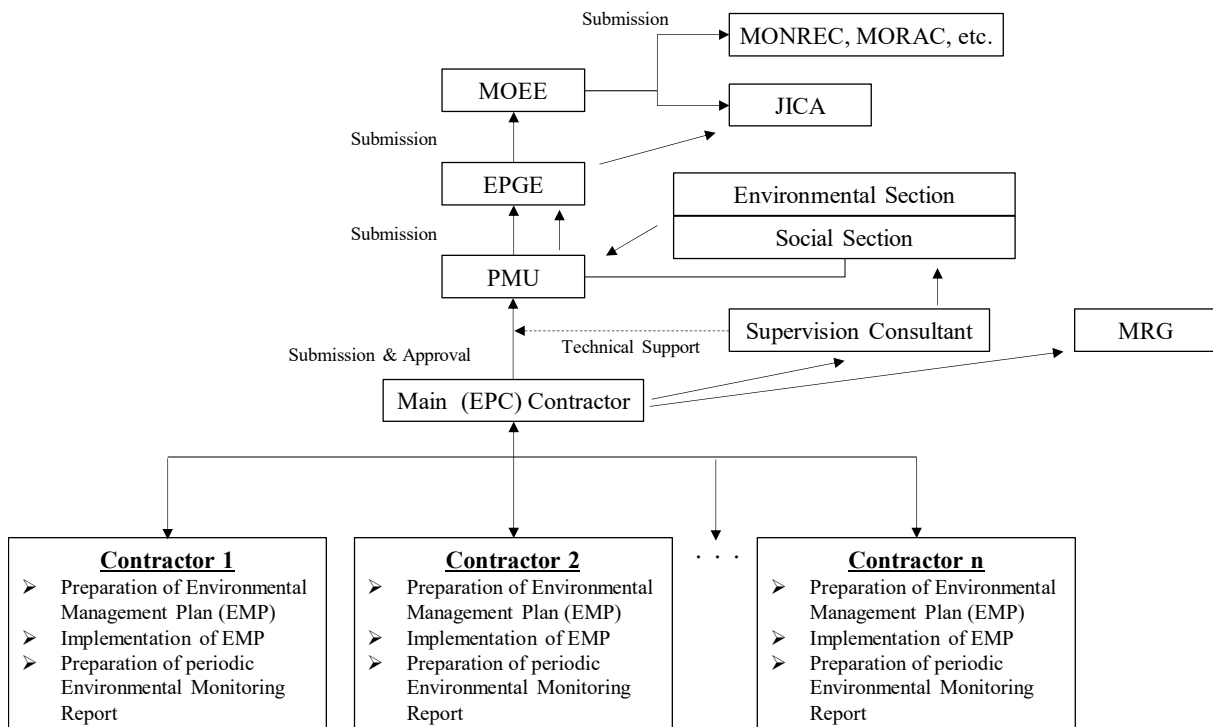 Submission
MONREC, MORAC, etc.
MOEE
JICA
Submission
EPGE
Environmental Section
Submission
Social Section
PMU
Supervision Consultant
MRG
Submission & Approval
Technical Support
Main (EPC) Contractor
Contractor 1
➢ Preparation of Environmental
Management Plan (EMP)
➢ Implementation of EMP
➢ Preparation of periodic
Environmental Monitoring
Report
Contractor 2
➢ Preparation of Environmental
Management Plan (EMP)
➢ Implementation of EMP
➢ Preparation of periodic
Environmental Monitoring
Report
. . .
Contractor n
➢ Preparation of Environmental
Management Plan (EMP)
➢ Implementation of EMP
➢ Preparation of periodic
Environmental Monitoring
Report